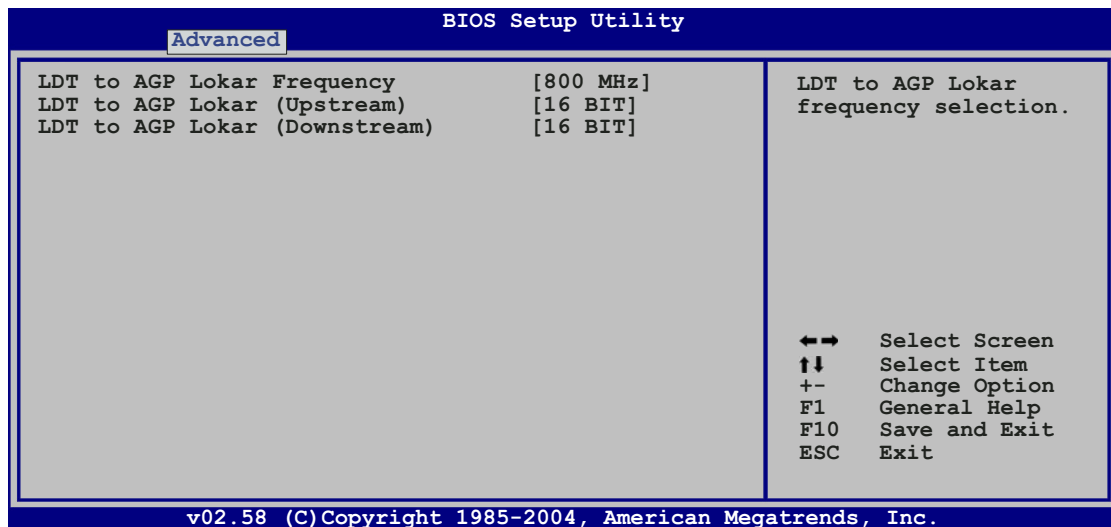 BIOS Setup Utility
Advanced
LDT to AGP Lokar Frequency [800 MHz]
LDT to AGP Lokar (Upstream) [16 BIT]
LDT to AGP Lokar (Downstream) [16 BIT]
LDT to AGP Lokar
frequency selection.
←→ Select Screen
↑↓ Select Item
+- Change Option
F1 General Help
F10 Save and Exit
ESC Exit
v02.58 (C)Copyright 1985-2004, American Megatrends, Inc.